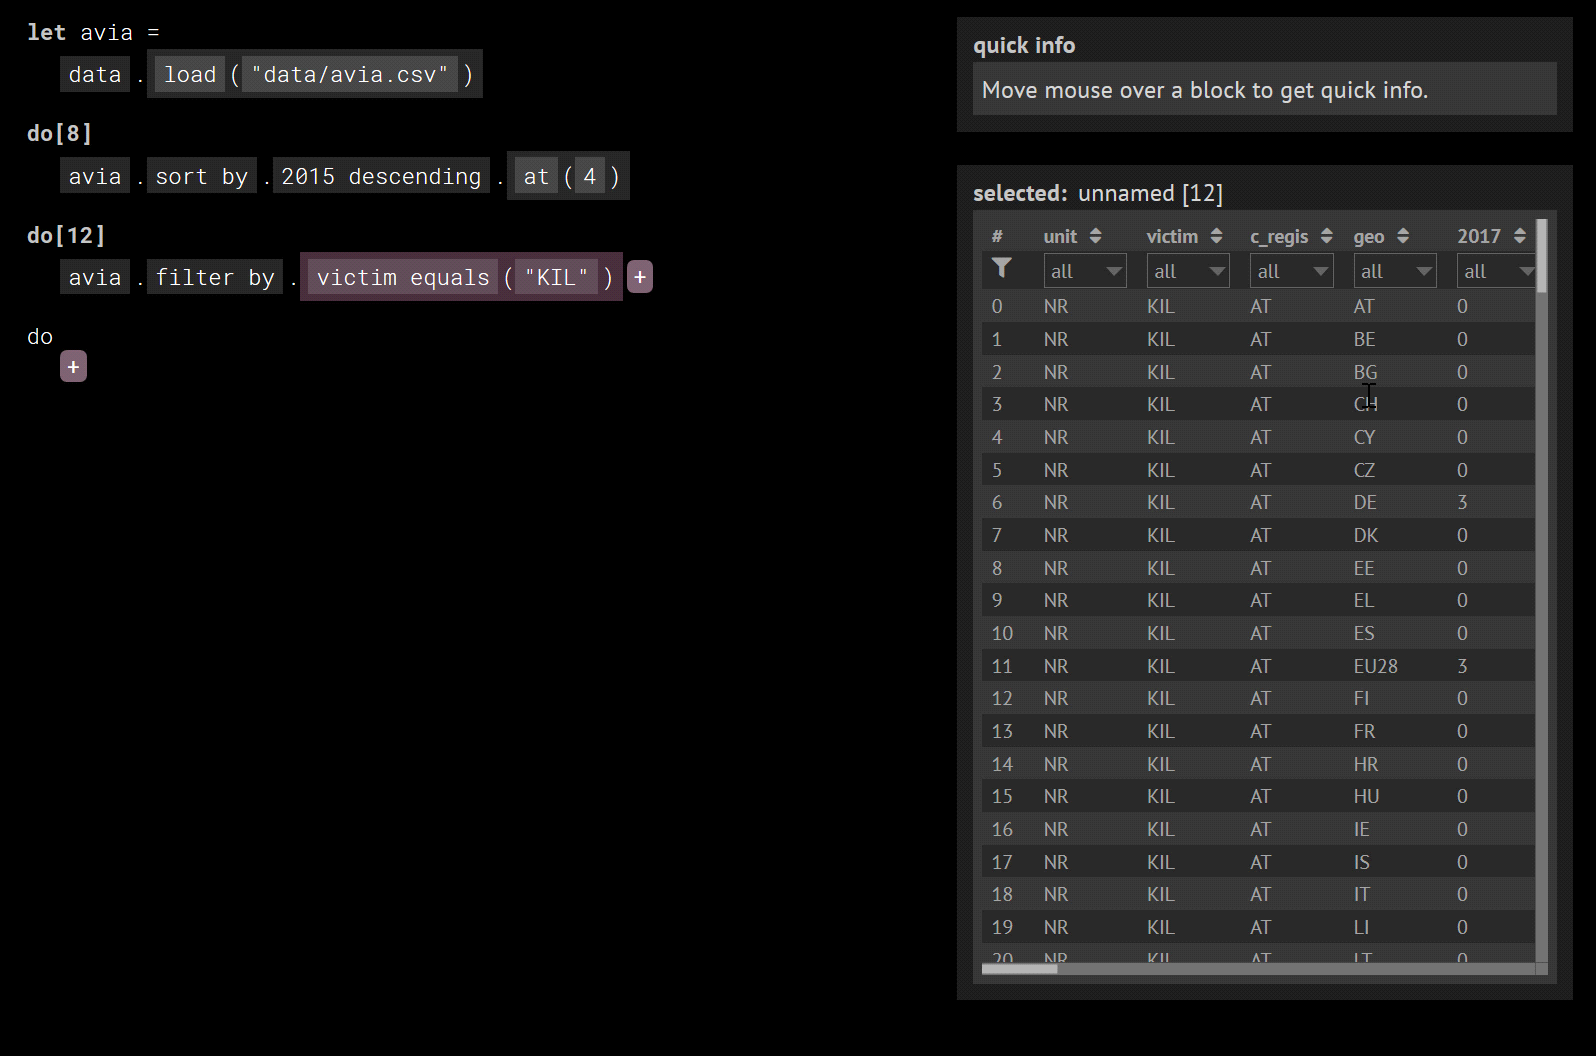 let avia =
data . load ( "data/avia.csv" )
do[8]
avia . sort by . 2015 descending . at ( 4 )
do[12]
avia . filter by . victim equals ( "KIL" ) +
do
+
quick info
Move mouse over a block to get quick info.
selected: unnamed [12]
# unit victim c_regis geo 2017
all all all all all
0 NR KIL AT AT 0
1 NR KIL AT BE 0
2 NR KIL AT BG 0
3 NR KIL AT CH 0
4 NR KIL AT CY 0
5 NR KIL AT CZ 0
6 NR KIL AT DE 3
7 NR KIL AT DK 0
8 NR KIL AT EE 0
9 NR KIL AT EL 0
10 NR KIL AT ES 0
11 NR KIL AT EU28 3
12 NR KIL AT FI 0
13 NR KIL AT FR 0
14 NR KIL AT HR 0
15 NR KIL AT HU 0
16 NR KIL AT IE 0
17 NR KIL AT IS 0
18 NR KIL AT IT 0
19 NR KIL AT LI 0
20 NR KIL AT LT 0